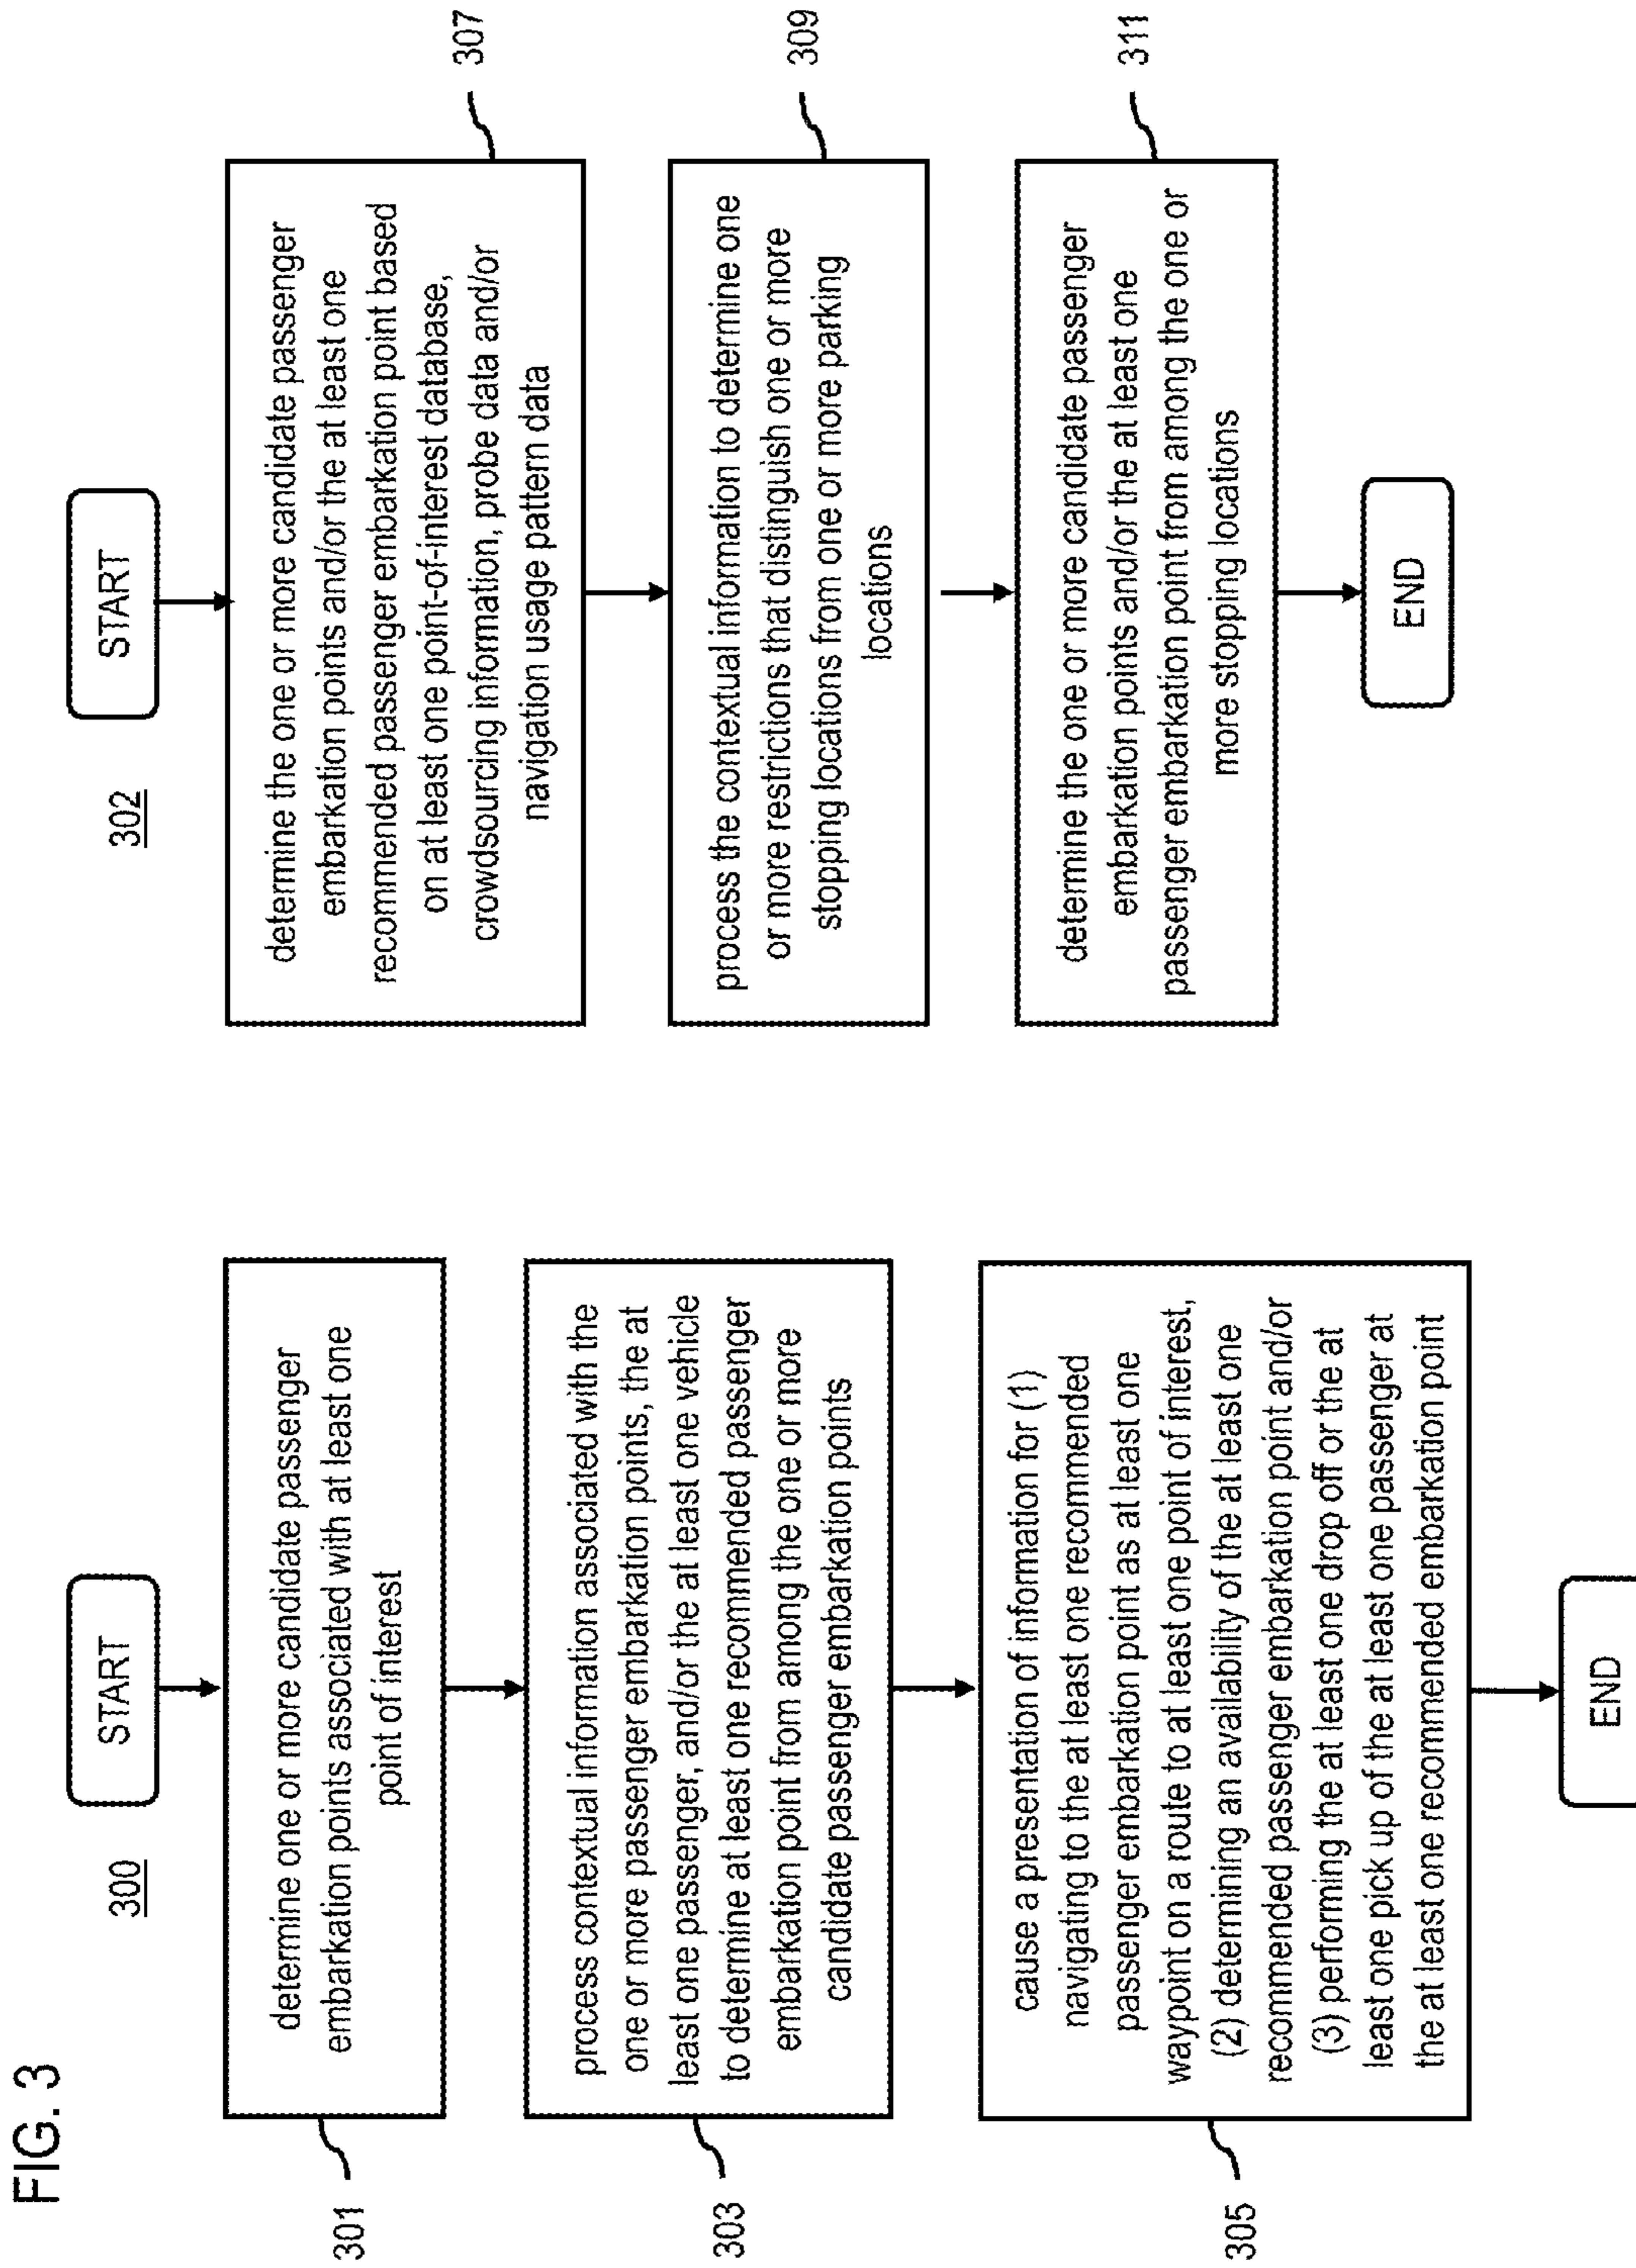 FIG. 3
300
START
301
determine one or more candidate passenger
embarkation points associated with at least one
point of interest
303
process contextual information associated with the
one or more passenger embarkation points, the at
least one passenger, and/or the at least one vehicle
to determine at least one recommended passenger
embarkation point from among the one or more
candidate passenger embarkation points
305
cause a presentation of information for (1)
navigating to the at least one recommended
passenger embarkation point as at least one
waypoint on a route to at least one point of interest,
(2) determining an availability of the at least one
recommended passenger embarkation point and/or
(3) performing the at least one drop off or the at
least one pick up of the at least one passenger at
the at least one recommended embarkation point
END
302
START
determine the one or more candidate passenger
embarkation points and/or the at least one
recommended passenger embarkation point based
on at least one point-of-interest database,
crowdsourcing information, probe data and/or
navigation usage pattern data
307
process the contextual information to determine one
or more restrictions that distinguish one or more
stopping locations from one or more parking
locations
309
determine the one or more candidate passenger
embarkation points and/or the at least one
passenger embarkation point from among the one or
more stopping locations
311
END